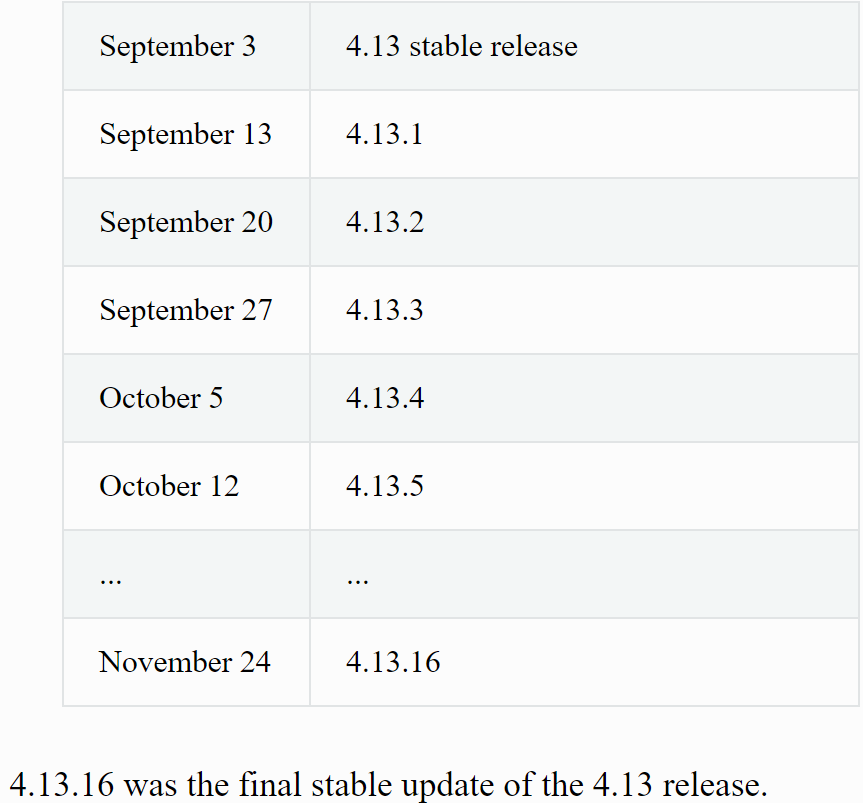 September 3 4.13 stable release
September 13 4.13.1
September 20 4.13.2
September 27 4.13.3
October 5 4.13.4
October 12 4.13.5
... ...
November 24 4.13.16
4.13.16 was the final stable update of the 4.13 release.